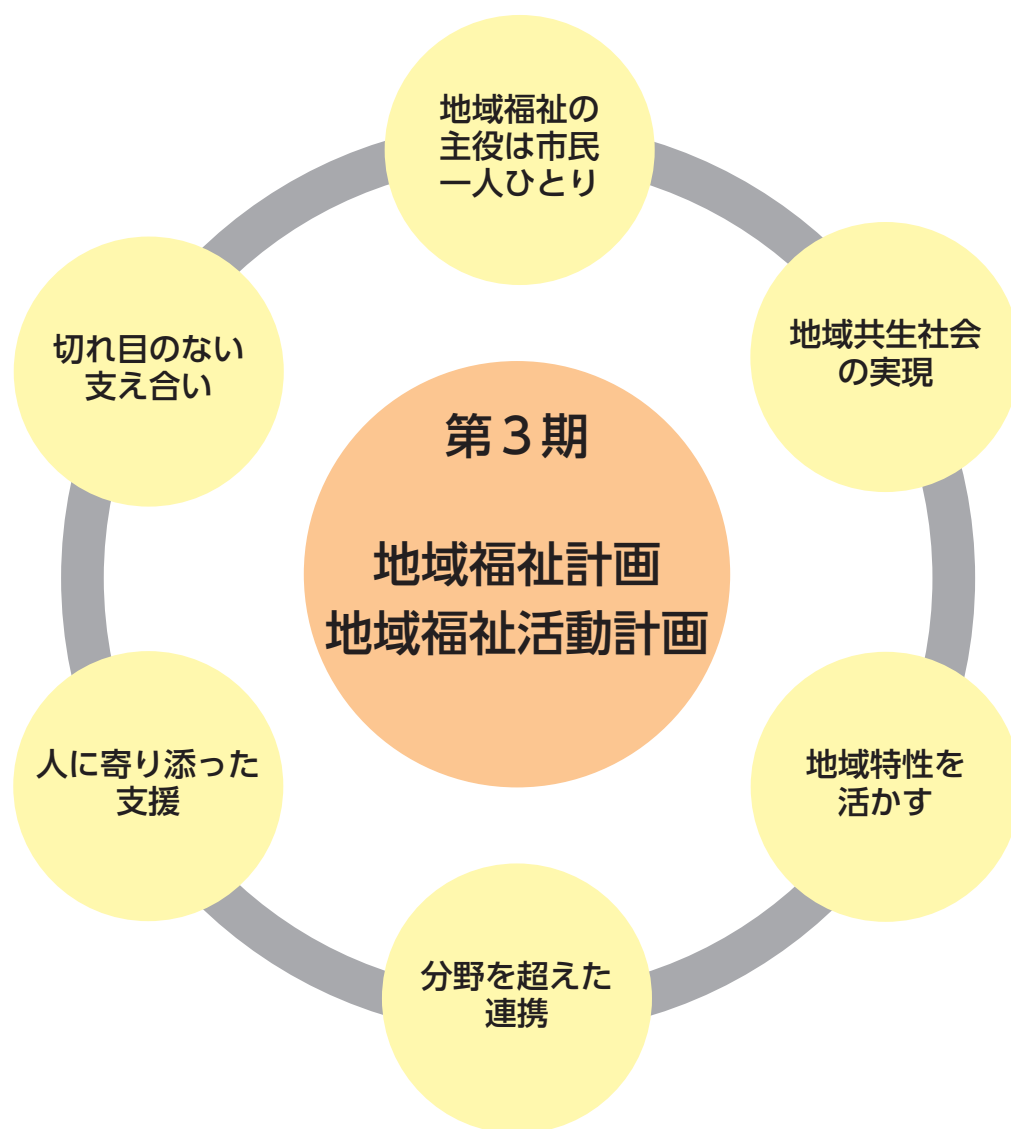 地域福祉の
主役は市民
一人ひとり
地域共生社会
の実現
切れ目のない
支え合い
第３期
地域福祉計画
地域福祉活動計画
人に寄り添った
支援
地域特性を
活かす
分野を超えた
連携